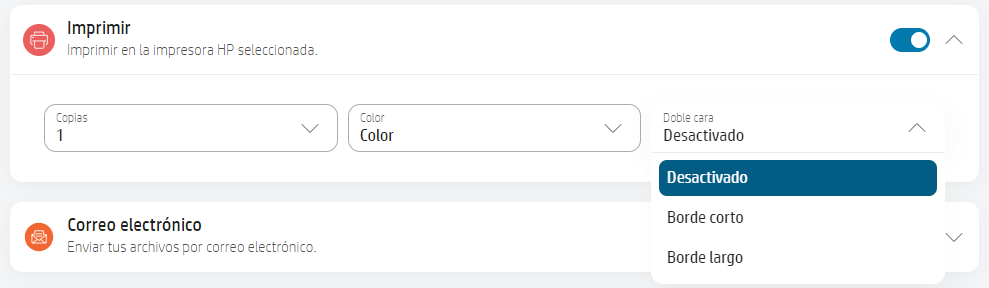 Imprimir
Imprimir en la impresora HP seleccionada.
Copias
1
Color
Color
Doble cara
Desactivado
Desactivado
Borde corto
Borde largo
Correo electrónico
Enviar tus archivos por correo electrónico.